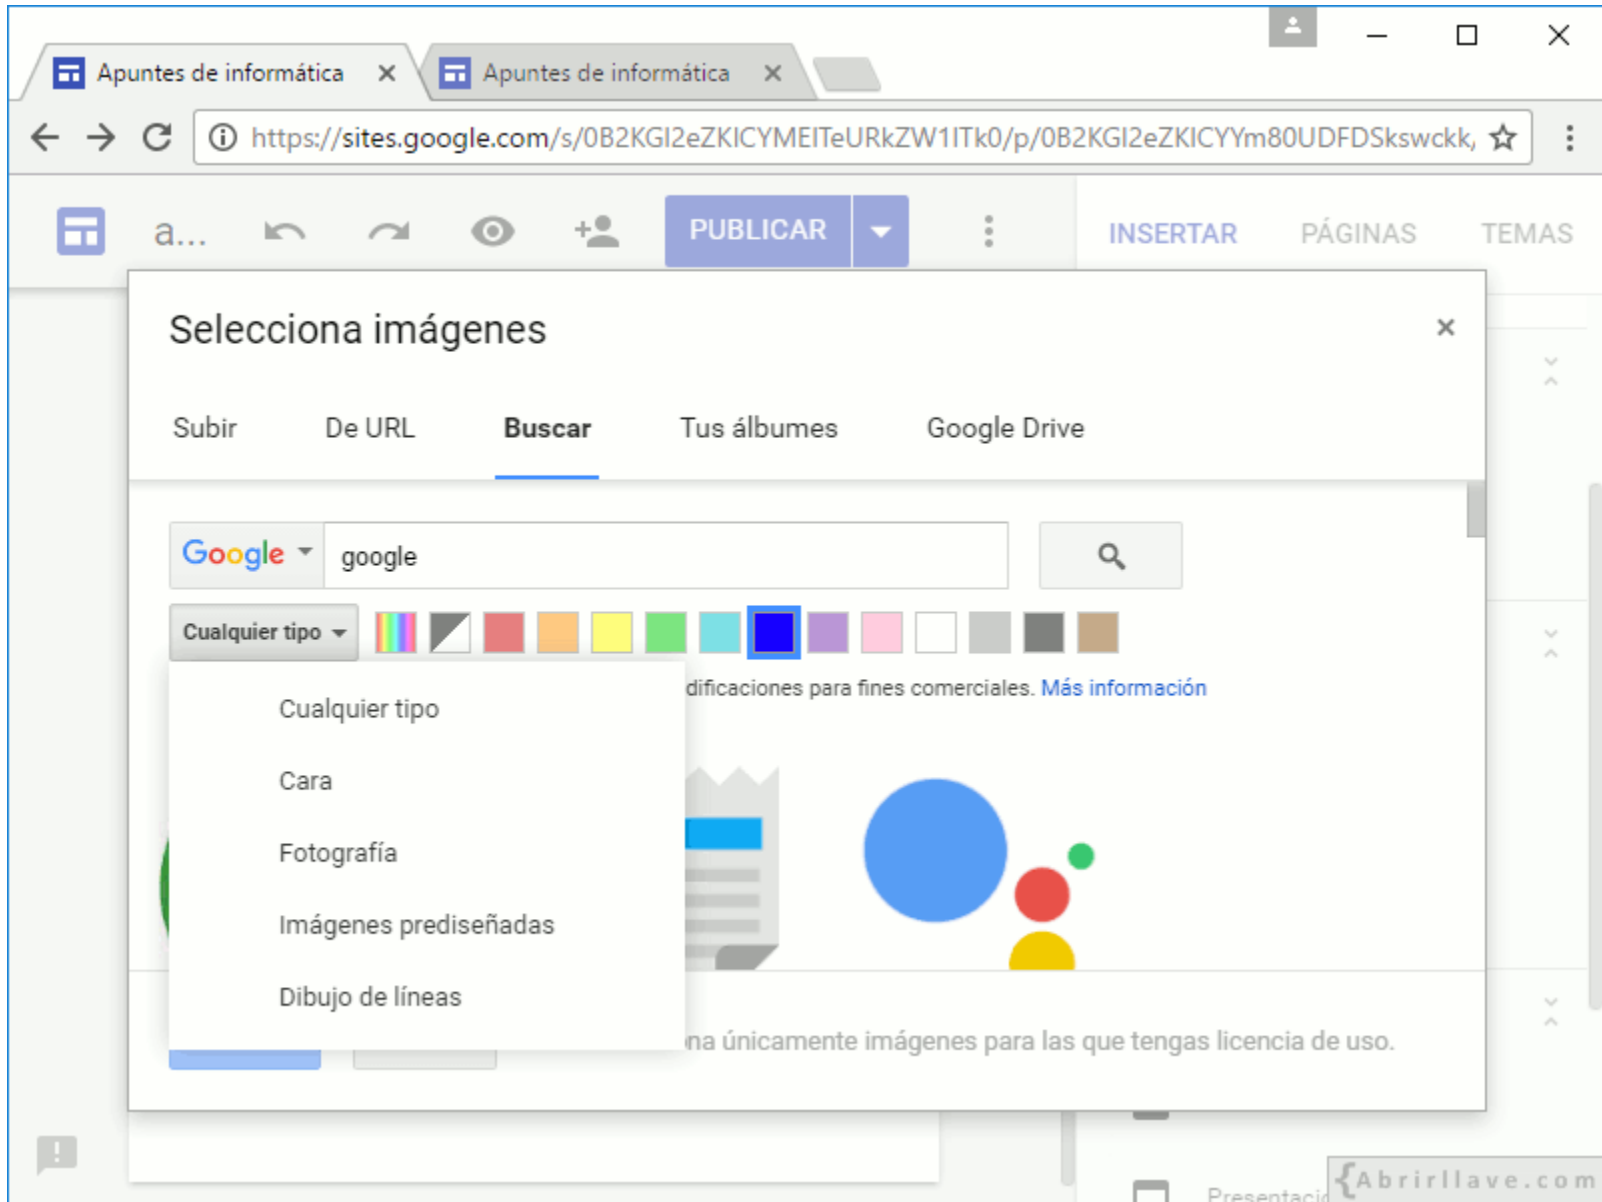 Apuntes de informática
Apuntes de informática
https://sites.google.com/s/0B2KGl2eZKlCYMElTeURkZW1lTk0/p/0B2KGl2eZKlCYYm80UDFDSkswckk,
a...
PUBLICAR
INSERTAR
PÁGINAS
TEMAS
Selecciona imágenes
Subir
De URL
Buscar
Tus álbumes
Google Drive
Google
google
Cualquier tipo
dificaciones para fines comerciales. Más información
Cualquier tipo
Cara
Fotografía
Imágenes prediseñadas
Dibujo de líneas
na únicamente imágenes para las que tengas licencia de uso.
{Abrirllave.com